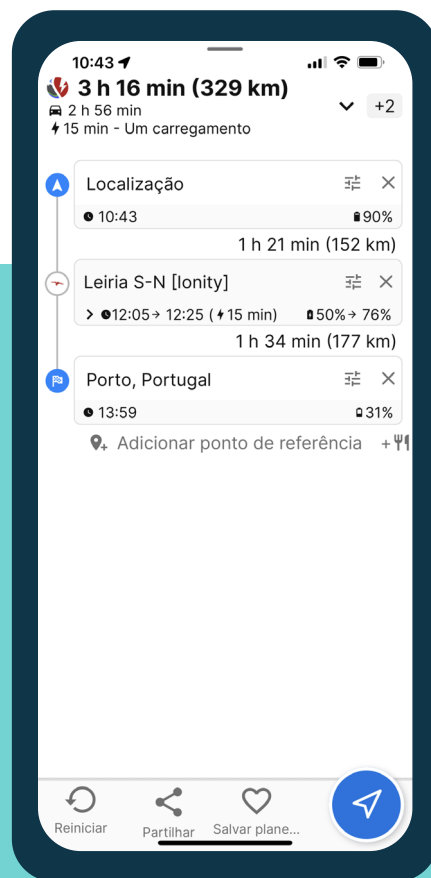 10:43
3 h 16 min (329 km)
2 h 56 min
+2
15 min - Um carregamento
Localização
10:43 90%
1 h 21 min (152 km)
Leiria S-N [Ionity]
12:05→ 12:25 (15 min) 50%→ 76%
1 h 34 min (177 km)
Porto, Portugal
13:59 31%
Adicionar ponto de referência +
Reiniciar
Partilhar
Salvar plane...